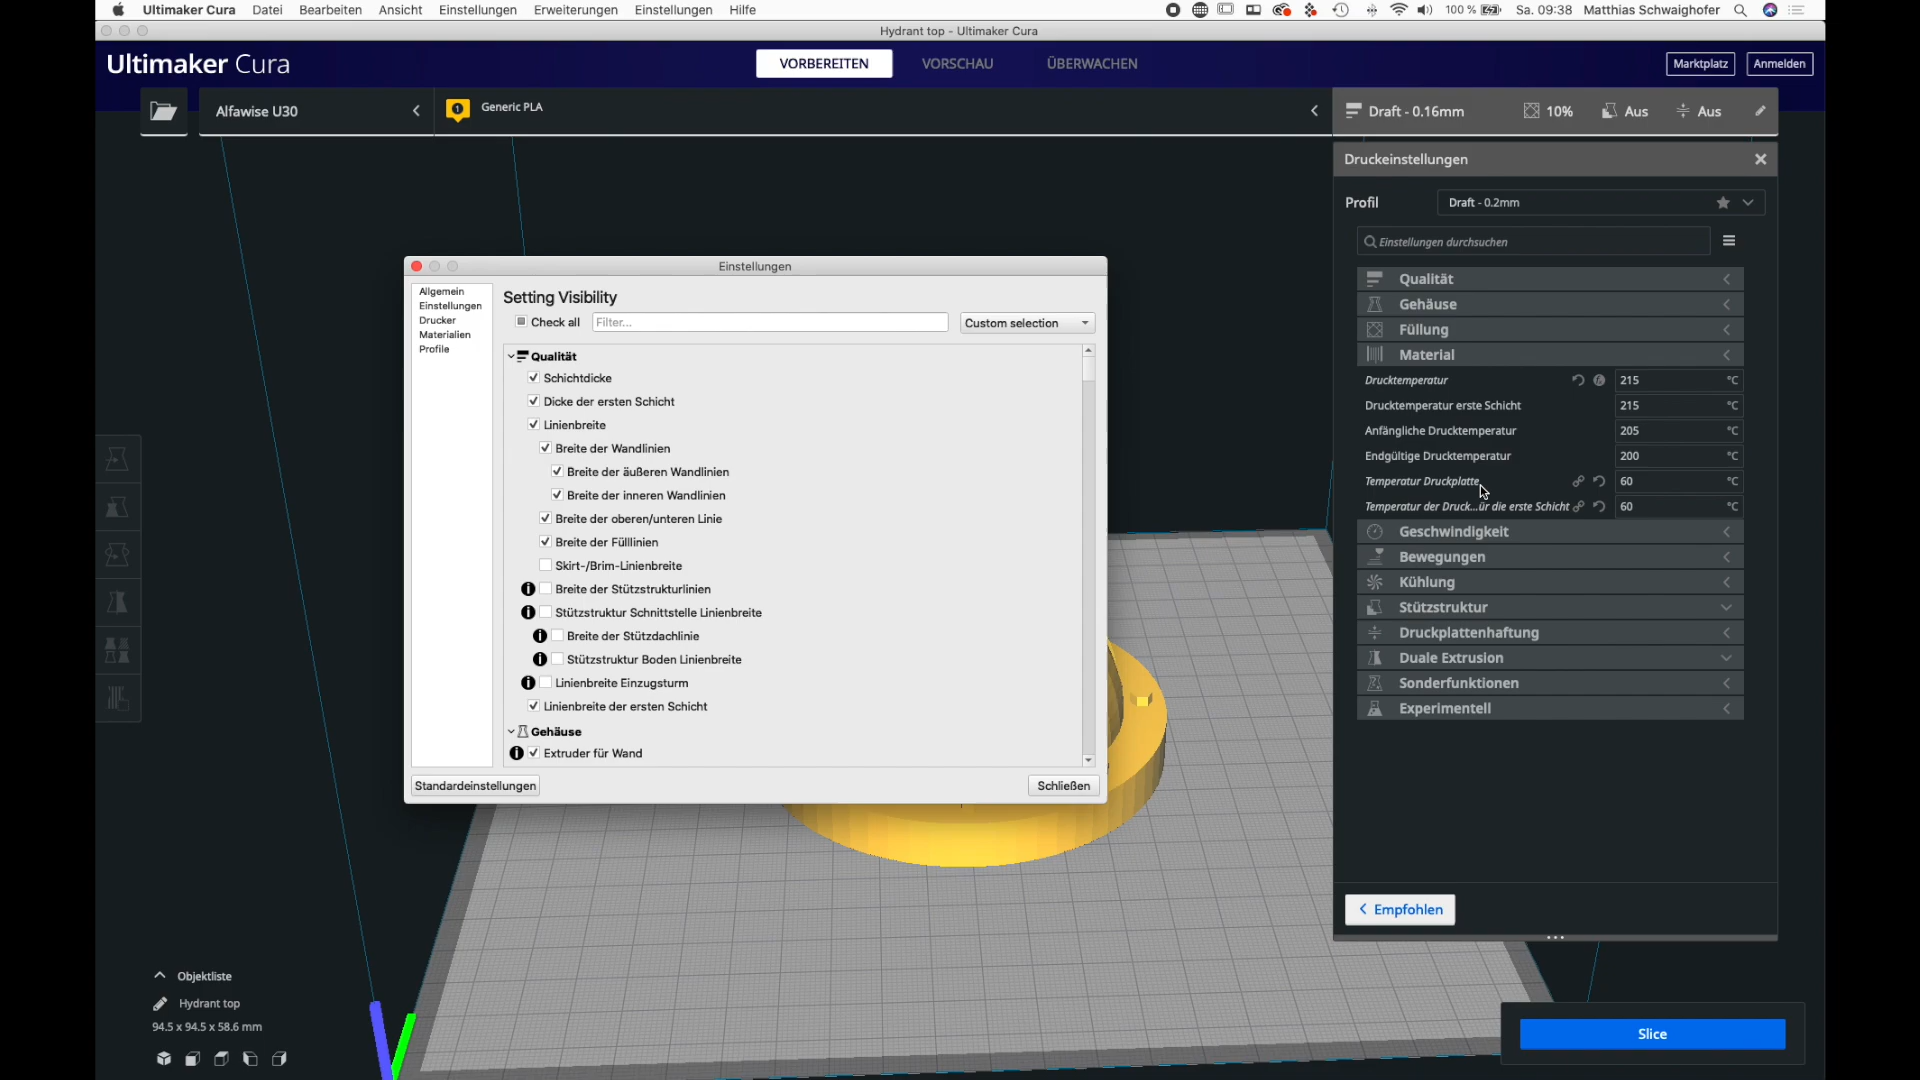 Ultimaker Cura Datei Bearbeiten Ansicht Einstellungen Erweiterungen Einstellungen Hilfe 100 % Sa. 09:38 Matthias Schwaighofer
Hydrant top - Ultimaker Cura
Ultimaker Cura VORBEREITEN VORSCHAU ÜBERWACHEN Marktplatz Anmelden
Alfawise U30 1 Generic PLA Draft - 0.16mm 10% Aus Aus
Druckeinstellungen
Profil Draft - 0.2mm
Einstellungen durchsuchen
Qualität
Gehäuse
Füllung
Material
Drucktemperatur 215 °C
Drucktemperatur erste Schicht 215 °C
Anfängliche Drucktemperatur 205 °C
Endgültige Drucktemperatur 200 °C
Temperatur Druckplatte 60 °C
Temperatur der Druck...ür die erste Schicht 60 °C
Geschwindigkeit
Bewegungen
Kühlung
Stützstruktur
Druckplattenhaftung
Duale Extrusion
Sonderfunktionen
Experimentell
Empfohlen
Einstellungen
Allgemein
Einstellungen
Drucker
Materialien
Profile
Setting Visibility
Check all Filter... Custom selection
Qualität
Schichtdicke
Dicke der ersten Schicht
Linienbreite
Breite der Wandlinien
Breite der äußeren Wandlinien
Breite der inneren Wandlinien
Breite der oberen/unteren Linie
Breite der Fülllinien
Skirt-/Brim-Linienbreite
Breite der Stützstrukturlinien
Stützstruktur Schnittstelle Linienbreite
Breite der Stützdachlinie
Stützstruktur Boden Linienbreite
Linienbreite Einzugsturm
Linienbreite der ersten Schicht
Gehäuse
Extruder für Wand
Standardeinstellungen Schließen
Objektliste
Hydrant top
94.5 x 94.5 x 58.6 mm
Slice